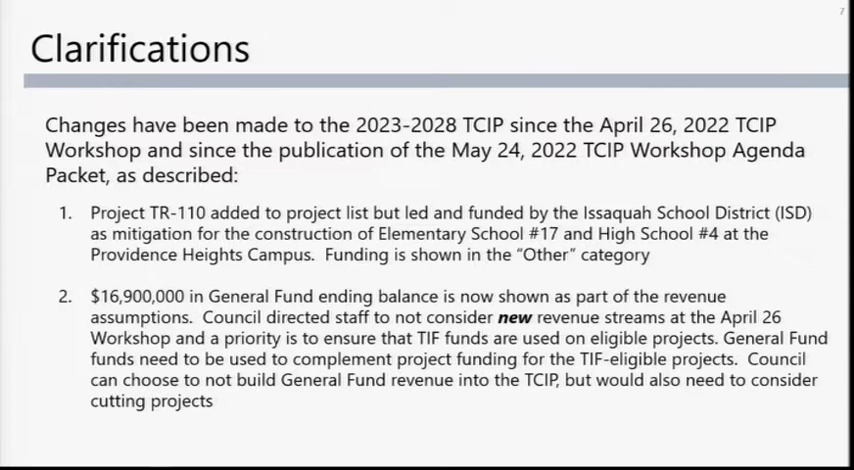 7
Clarifications
Changes have been made to the 2023-2028 TCIP since the April 26, 2022 TCIP
Workshop and since the publication of the May 24, 2022 TCIP Workshop Agenda
Packet, as described:
1. Project TR-110 added to project list but led and funded by the Issaquah School District (ISD)
as mitigation for the construction of Elementary School #17 and High School #4 at the
Providence Heights Campus. Funding is shown in the “Other” category
2. $16,900,000 in General Fund ending balance is now shown as part of the revenue
assumptions. Council directed staff to not consider new revenue streams at the April 26
Workshop and a priority is to ensure that TIF funds are used on eligible projects. General Fund
funds need to be used to complement project funding for the TIF-eligible projects. Council
can choose to not build General Fund revenue into the TCIP, but would also need to consider
cutting projects